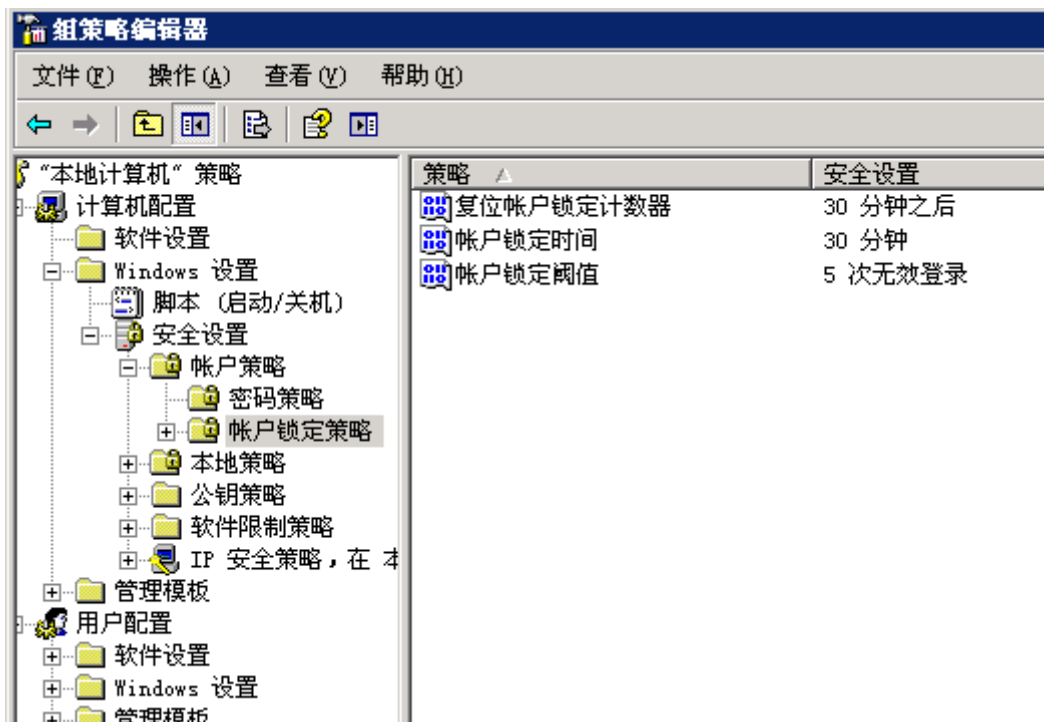 组策略编辑器
文件(F) 操作(A) 查看(V) 帮助(H)
“本地计算机” 策略
计算机配置
软件设置
Windows 设置
脚本 (启动/关机)
安全设置
帐户策略
密码策略
帐户锁定策略
本地策略
公钥策略
软件限制策略
IP 安全策略，在 本
管理模板
用户配置
软件设置
Windows 设置
管理模板
策略 安全设置
复位帐户锁定计数器 30 分钟之后
帐户锁定时间 30 分钟
帐户锁定阈值 5 次无效登录